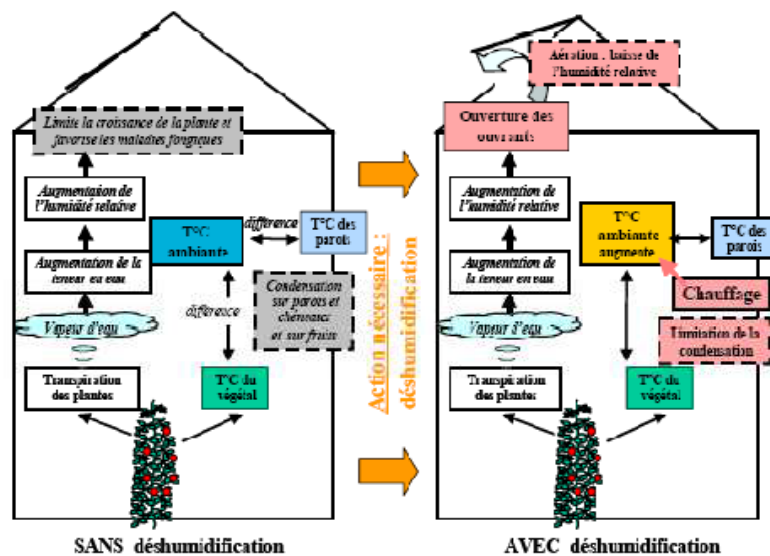 Limite la croissance de la plante et
favorise les maladies fongiques
Augmentation de
l'humidité relative
Augmentation de la
teneur en eau
Vapeur d'eau
Transpiration
des plantes
T°C
ambiante
différence
T°C des
parois
différence
Condensation
sur parois et
chéneaux
et sur fruits
T°C du
végétal
SANS déshumidification
Action nécessaire :
déshumidification
Aération : baisse de
l'humidité relative
Ouverture des
ouvrants
Augmentation de
l'humidité relative
Augmentation de
la teneur en eau
Vapeur d'eau
Transpiration
des plantes
T°C
ambiante
augmente
T°C des
parois
Chauffage
Limitation de la
condensation
T°C du
végétal
AVEC déshumidification